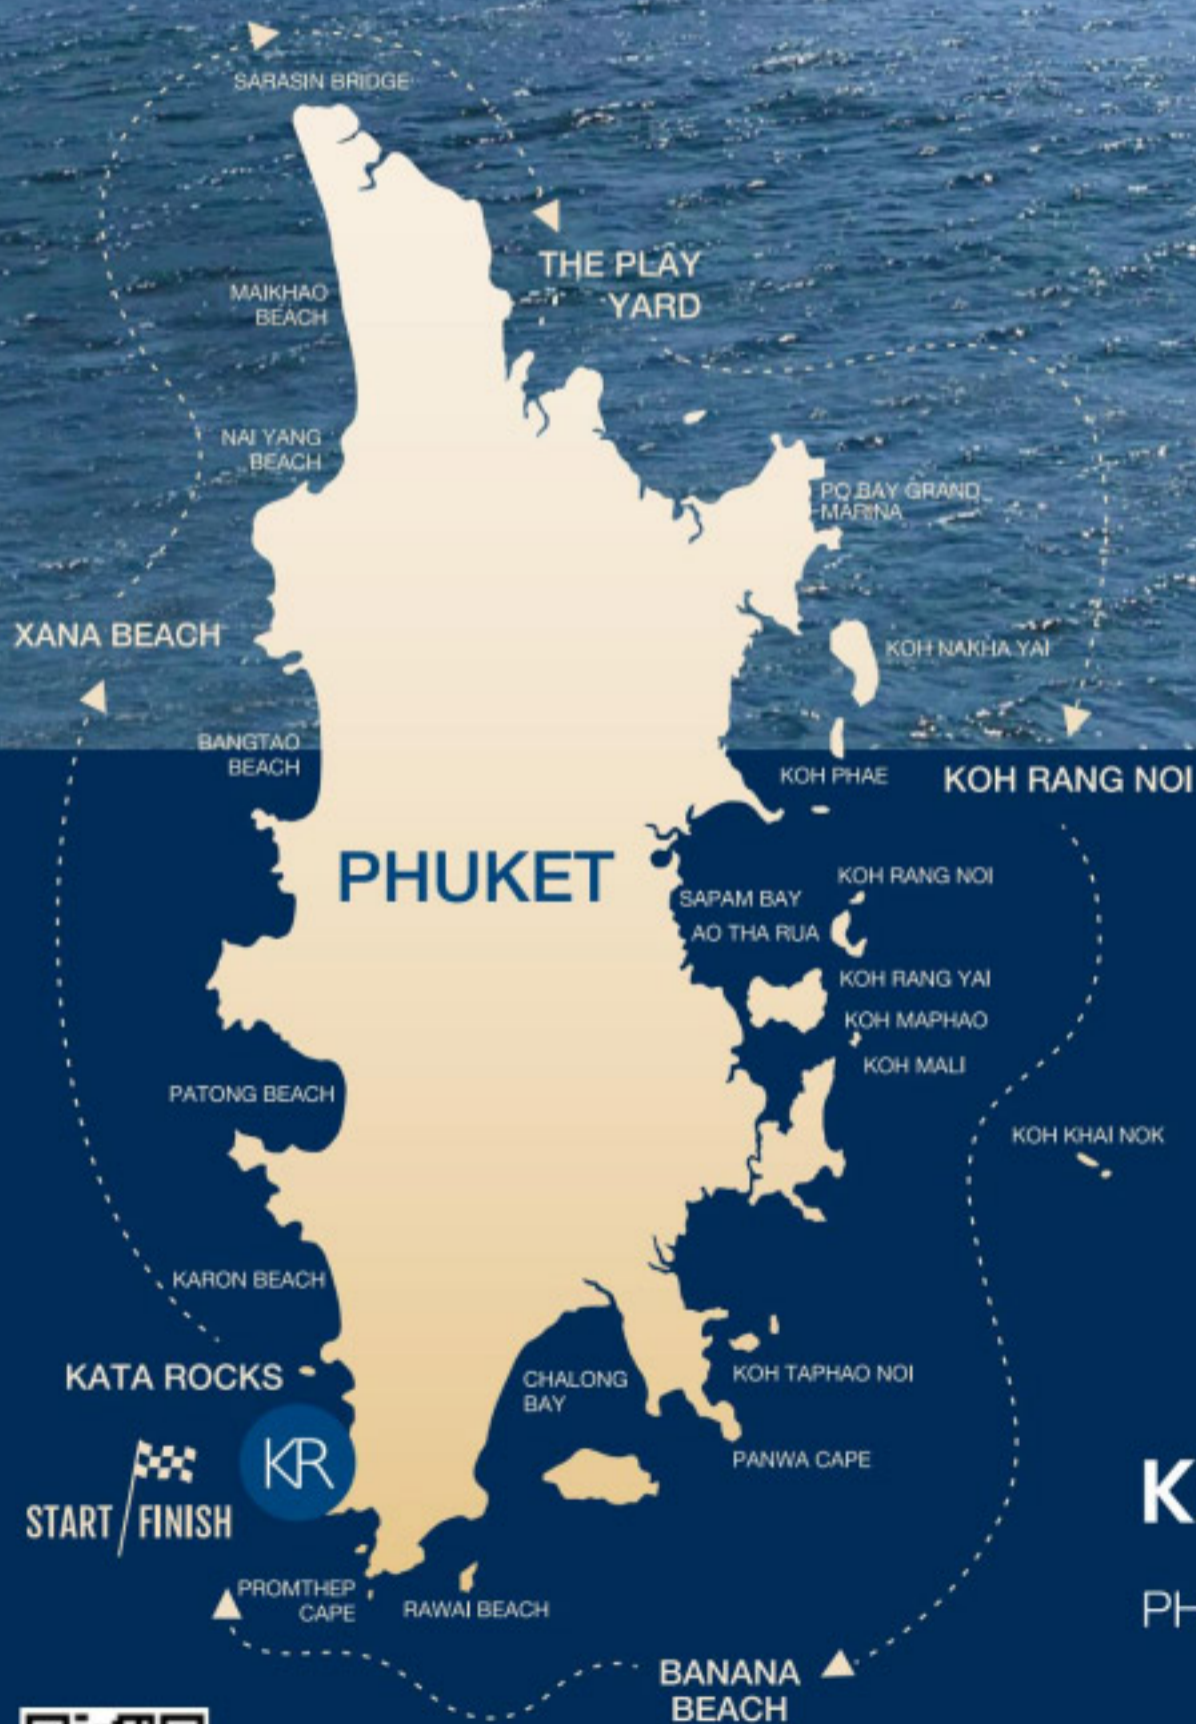 SARASIN BRIDGE
THE PLAY
YARD
MAIKHAO
BEACH
NAI YANG
BEACH
PO BAY GRAND
MARINA
XANA BEACH
KOH NAKHA YAI
BANGTAO
BEACH
KOH PHAE
KOH RANG NOI
PHUKET
KOH RANG NOI
SAPAM BAY
AO THA RUA
KOH RANG YAI
KOH MAPHAO
KOH MALI
PATONG BEACH
KOH KHAI NOK
KARON BEACH
KATA ROCKS
CHALONG
BAY
KOH TAPHAO NOI
KR
PANWA CAPE
START / FINISH
K
PROMTHEP
CAPE
RAWAI BEACH
PH
BANANA
BEACH